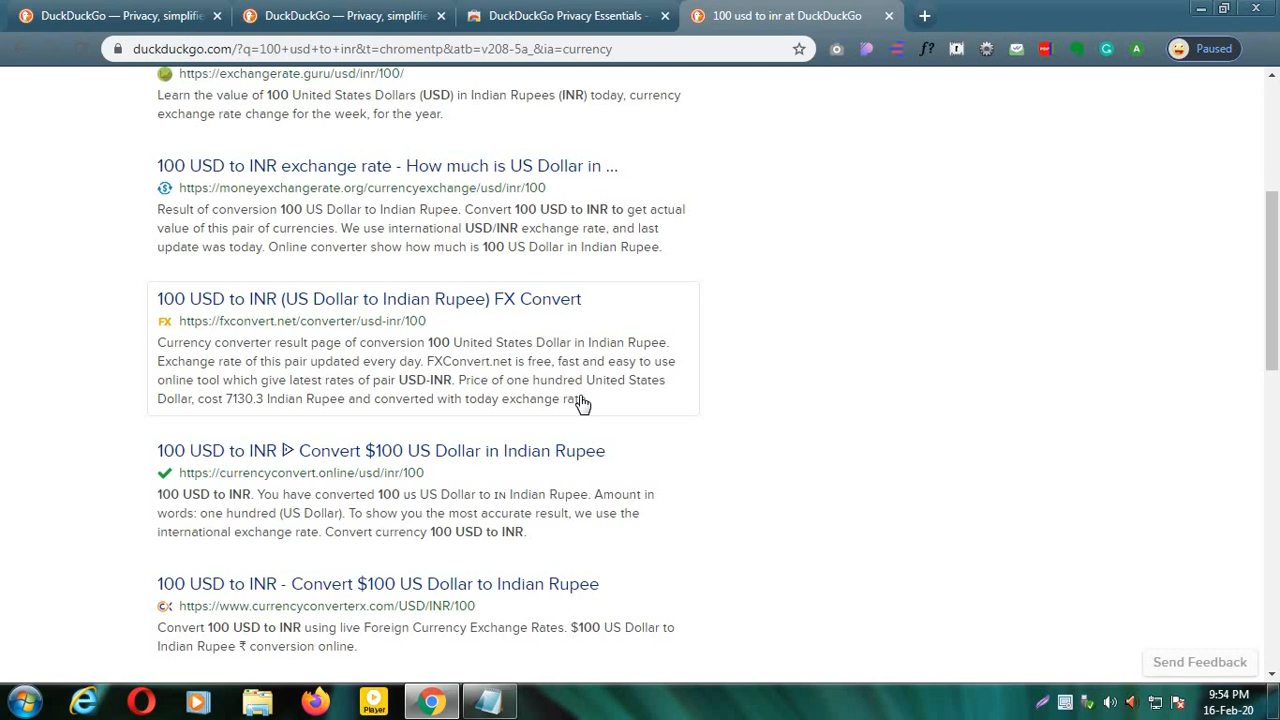 DuckDuckGo — Privacy, simplifie
DuckDuckGo — Privacy, simplifie
DuckDuckGo Privacy Essentials -
100 usd to inr at DuckDuckGo
duckduckgo.com/?q=100+usd+to+inr&t=chromentp&atb=v208-5a_&ia=currency
Paused
https://exchangerate.guru/usd/inr/100/
Learn the value of 100 United States Dollars (USD) in Indian Rupees (INR) today, currency
exchange rate change for the week, for the year.
100 USD to INR exchange rate - How much is US Dollar in ...
https://moneyexchangerate.org/currencyexchange/usd/inr/100
Result of conversion 100 US Dollar to Indian Rupee. Convert 100 USD to INR to get actual
value of this pair of currencies. We use international USD/INR exchange rate, and last
update was today. Online converter show how much is 100 US Dollar in Indian Rupee.
100 USD to INR (US Dollar to Indian Rupee) FX Convert
FX https://fxconvert.net/converter/usd-inr/100
Currency converter result page of conversion 100 United States Dollar in Indian Rupee.
Exchange rate of this pair updated every day. FXConvert.net is free, fast and easy to use
online tool which give latest rates of pair USD-INR. Price of one hundred United States
Dollar, cost 7130.3 Indian Rupee and converted with today exchange
100 USD to INR ᐅ Convert $100 US Dollar in Indian Rupee
https://currencyconvert.online/usd/inr/100
100 USD to INR. You have converted 100 us US Dollar to ɪɴ Indian Rupee. Amount in
words: one hundred (US Dollar). To show you the most accurate result, we use the
international exchange rate. Convert currency 100 USD to INR.
100 USD to INR - Convert $100 US Dollar to Indian Rupee
https://www.currencyconverterx.com/USD/INR/100
Convert 100 USD to INR using live Foreign Currency Exchange Rates. $100 US Dollar to
Indian Rupee ₹ conversion online.
Send Feedback
Player
9:54 PM
16-Feb-20